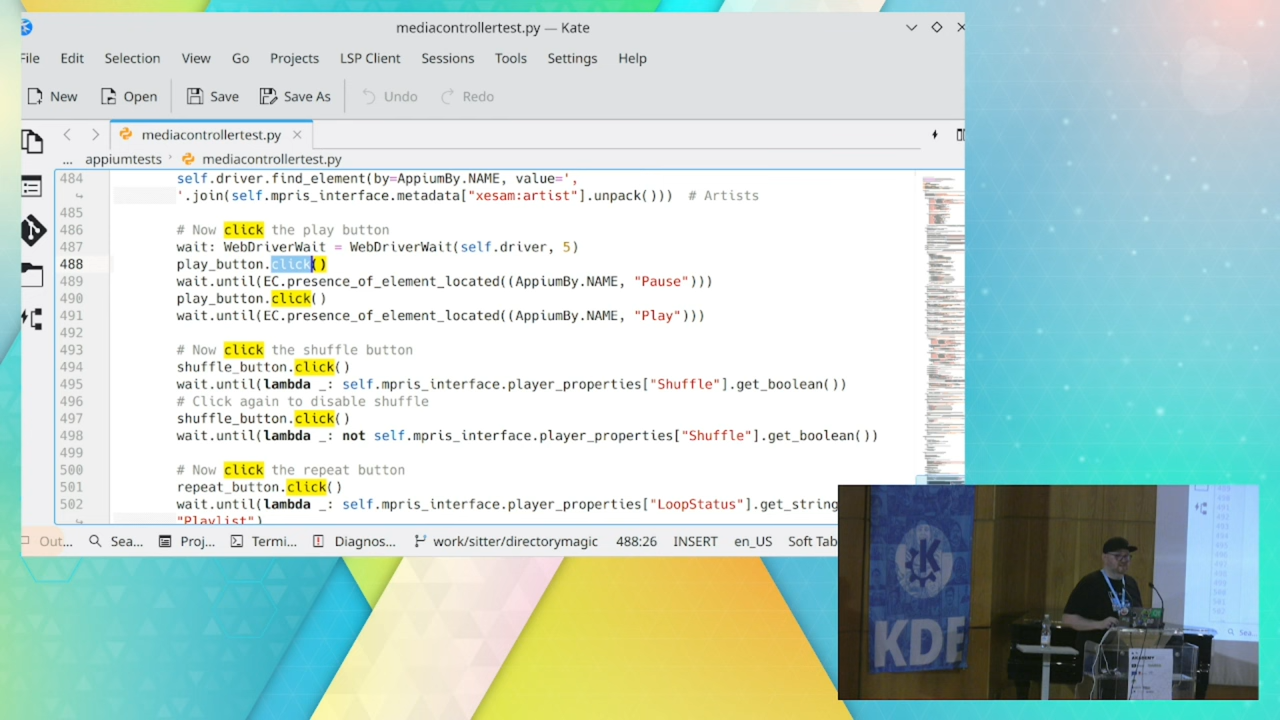 mediacontrollertest.py — Kate
File Edit Selection View Go Projects LSP Client Sessions Tools Settings Help
New Open Save Save As Undo Redo
mediacontrollertest.py
... appiumtests mediacontrollertest.py
484 self.driver.find_element(by=AppiumBy.NAME, value=',
'.join(self.mpris_interface.metadata["xesam:artist"].unpack())) # Artists
485
# Now click the play button
wait: WebDriverWait = WebDriverWait(self.driver, 5)
play_button.click()
wait.until(EC.presence_of_element_located((AppiumBy.NAME, "Pause")))
490 play_button.click()
wait.until(EC.presence_of_element_located((AppiumBy.NAME, "Play")))
492
493 # Now click the shuffle button
494 shuffle_button.click()
495 wait.until(lambda _: self.mpris_interface.player_properties["Shuffle"].get_boolean())
496 # Click again to disable shuffle
497 shuffle_button.click()
498 wait.until(lambda _: not self.mpris_interface.player_properties["Shuffle"].get_boolean())
500 # Now click the repeat button
501 repeat_button.click()
502 wait.until(lambda _: self.mpris_interface.player_properties["LoopStatus"].get_string
"Playlist")
Out... Sea... Proj... Termi... Diagnos... work/sitter/directorymagic 488:26 INSERT en_US Soft Tab
KDE